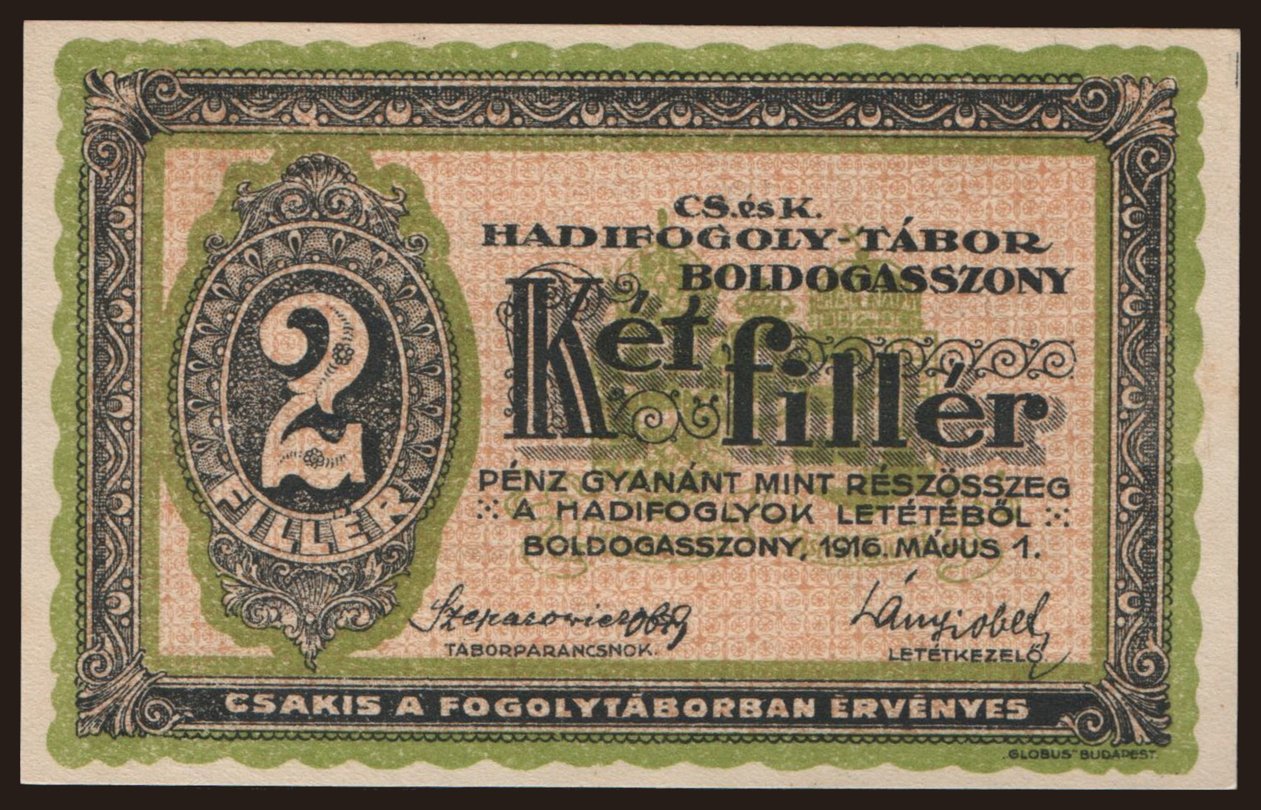 CS. és K.
HADIFOGOLY-TÁBOR
BOLDOGASSZONY
2
FILLÉR
Két fillér
PÉNZ GYANÁNT MINT RÉSZÖSSZEG
A HADIFOGLYOK LETÉTÉBŐL
BOLDOGASSZONY, 1916. MÁJUS 1.
TÁBORPARANCSNOK.
LETÉTKEZELŐ.
CSAKIS A FOGOLYTÁBORBAN ÉRVÉNYES
„GLOBUS" BUDAPEST.